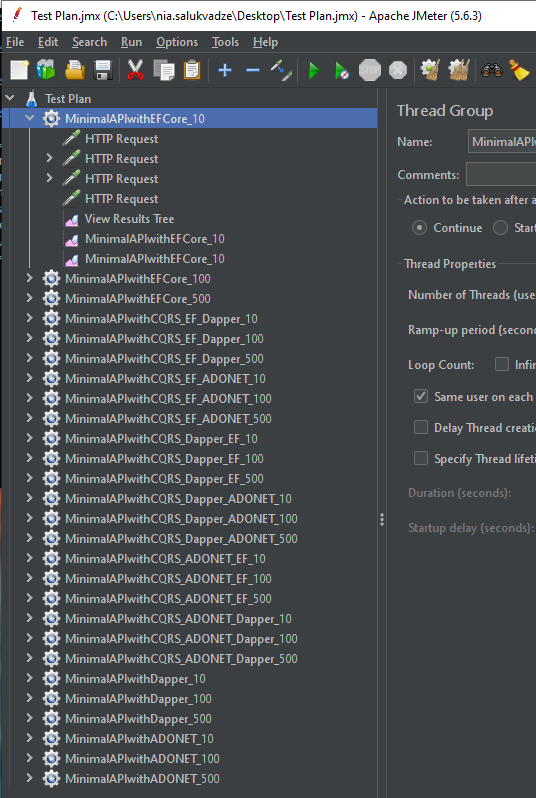 Test Plan.jmx (C:\Users\nia.salukvadze\Desktop\Test Plan.jmx) - Apache JMeter (5.6.3)
File Edit Search Run Options Tools Help
Test Plan
MinimalAPIwithEFCore_10
HTTP Request
HTTP Request
HTTP Request
HTTP Request
View Results Tree
MinimalAPIwithEFCore_10
MinimalAPIwithEFCore_10
MinimalAPIwithEFCore_100
MinimalAPIwithEFCore_500
MinimalAPIwithCQRS_EF_Dapper_10
MinimalAPIwithCQRS_EF_Dapper_100
MinimalAPIwithCQRS_EF_Dapper_500
MinimalAPIwithCQRS_EF_ADONET_10
MinimalAPIwithCQRS_EF_ADONET_100
MinimalAPIwithCQRS_EF_ADONET_500
MinimalAPIwithCQRS_Dapper_EF_10
MinimalAPIwithCQRS_Dapper_EF_100
MinimalAPIwithCQRS_Dapper_EF_500
MinimalAPIwithCQRS_Dapper_ADONET_10
MinimalAPIwithCQRS_Dapper_ADONET_100
MinimalAPIwithCQRS_Dapper_ADONET_500
MinimalAPIwithCQRS_ADONET_EF_10
MinimalAPIwithCQRS_ADONET_EF_100
MinimalAPIwithCQRS_ADONET_EF_500
MinimalAPIwithCQRS_ADONET_Dapper_10
MinimalAPIwithCQRS_ADONET_Dapper_100
MinimalAPIwithCQRS_ADONET_Dapper_500
MinimalAPIwithDapper_10
MinimalAPIwithDapper_100
MinimalAPIwithDapper_500
MinimalAPIwithADONET_10
MinimalAPIwithADONET_100
MinimalAPIwithADONET_500
Thread Group
Name: MinimalAPIw
Comments:
Action to be taken after a
Continue Start
Thread Properties
Number of Threads (use
Ramp-up period (secon
Loop Count: Infi
Same user on each
Delay Thread creatio
Specify Thread lifeti
Duration (seconds):
Startup delay (seconds):